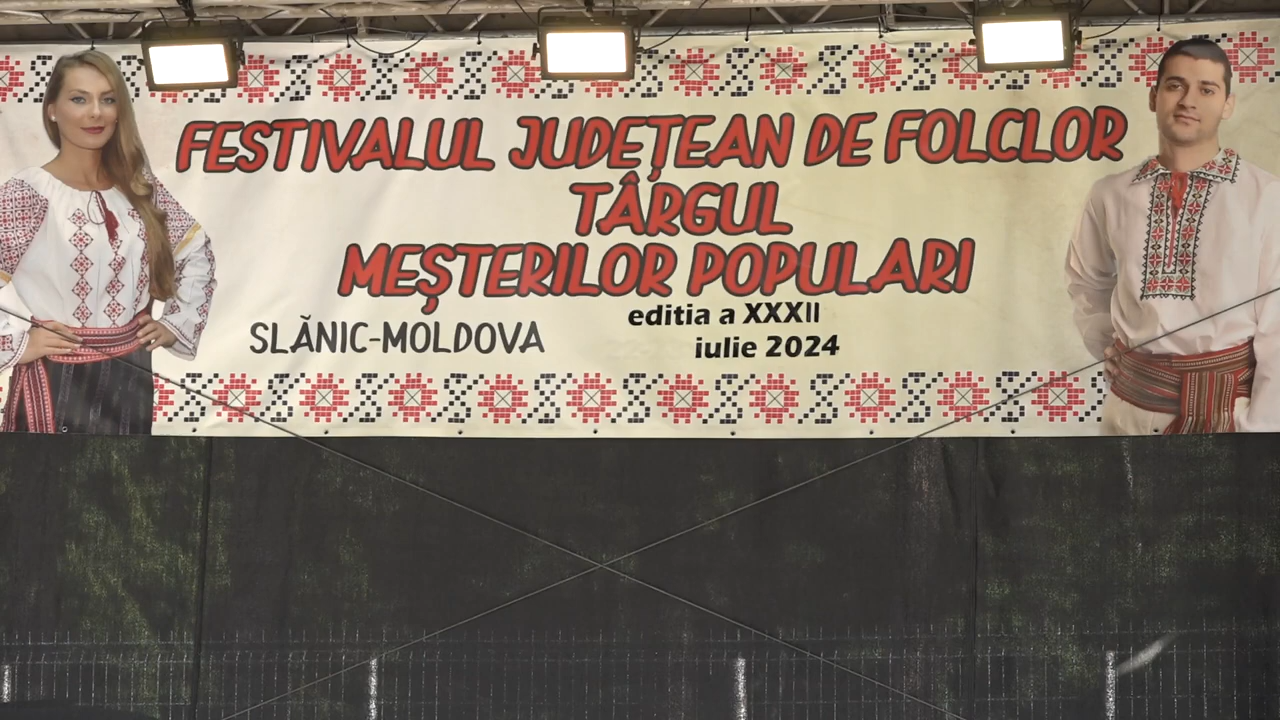 FESTIVALUL JUDEȚEAN DE FOLCLOR
TÂRGUL
MEȘTERILOR POPULARI
editia a XXXII
SLĂNIC-MOLDOVA
iulie 2024